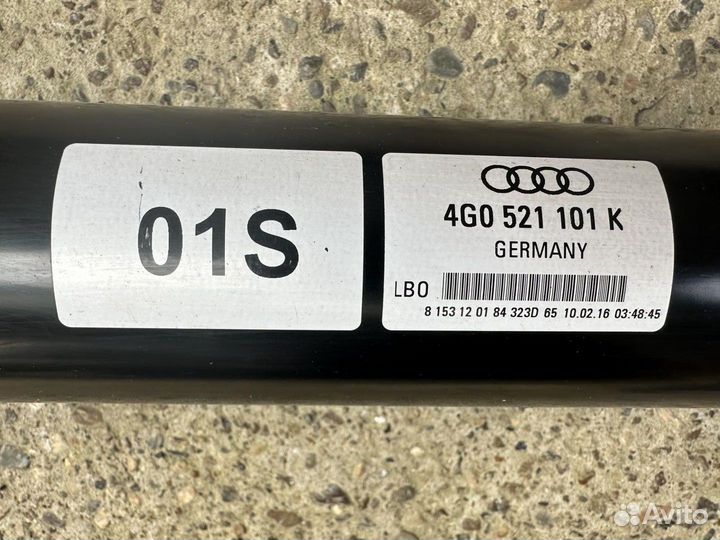 01S
4G0 521 101 K
GERMANY
LBO
8 153 12 01 84 323D 65 10.02.16 03:48:45
Avito